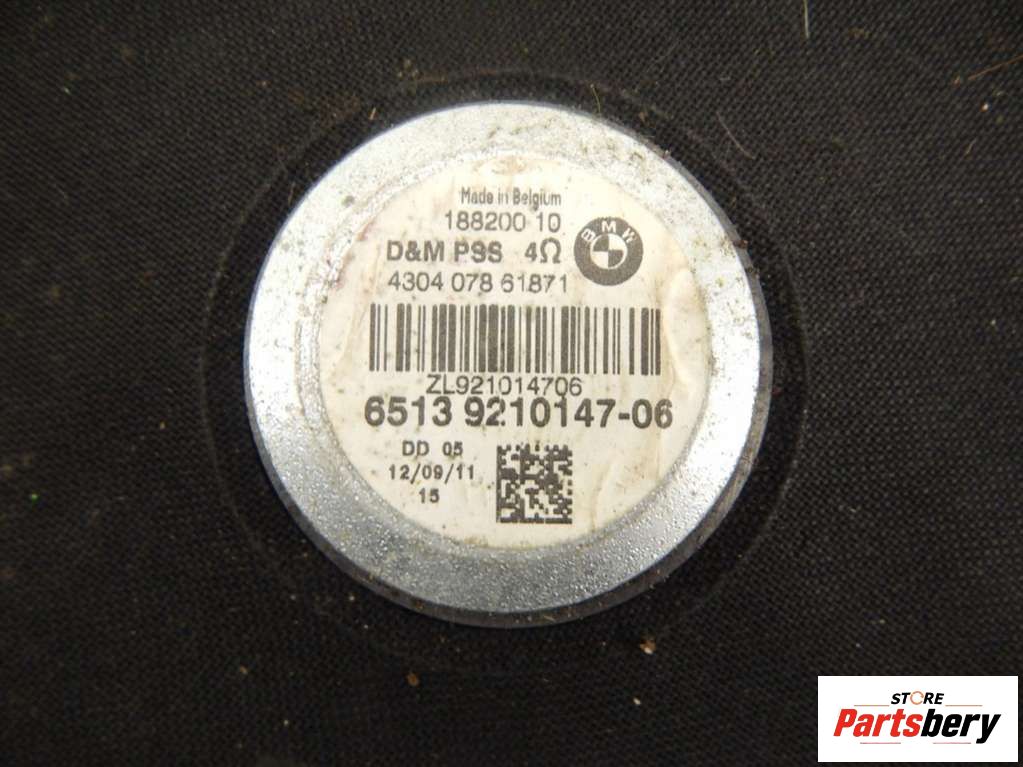 Made in Belgium
188200 10
D&M PSS 4Ω
BMW
4304 078 61871
ZL921014706
6513 9210147-06
DD 05
12/09/11
15
STORE
Partsbery